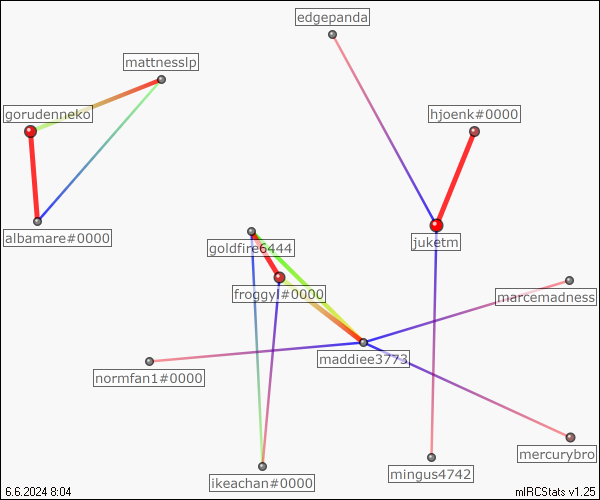 edgepanda
mattnesslp
gorudenneko
hjoenk#0000
albamare#0000
juketm
goldfire6444
froggyl#0000
marcemadness
maddiee3773
normfan1#0000
mercurybro
mingus4742
ikeachan#0000
6.6.2024 8:04
mIRCStats v1.25